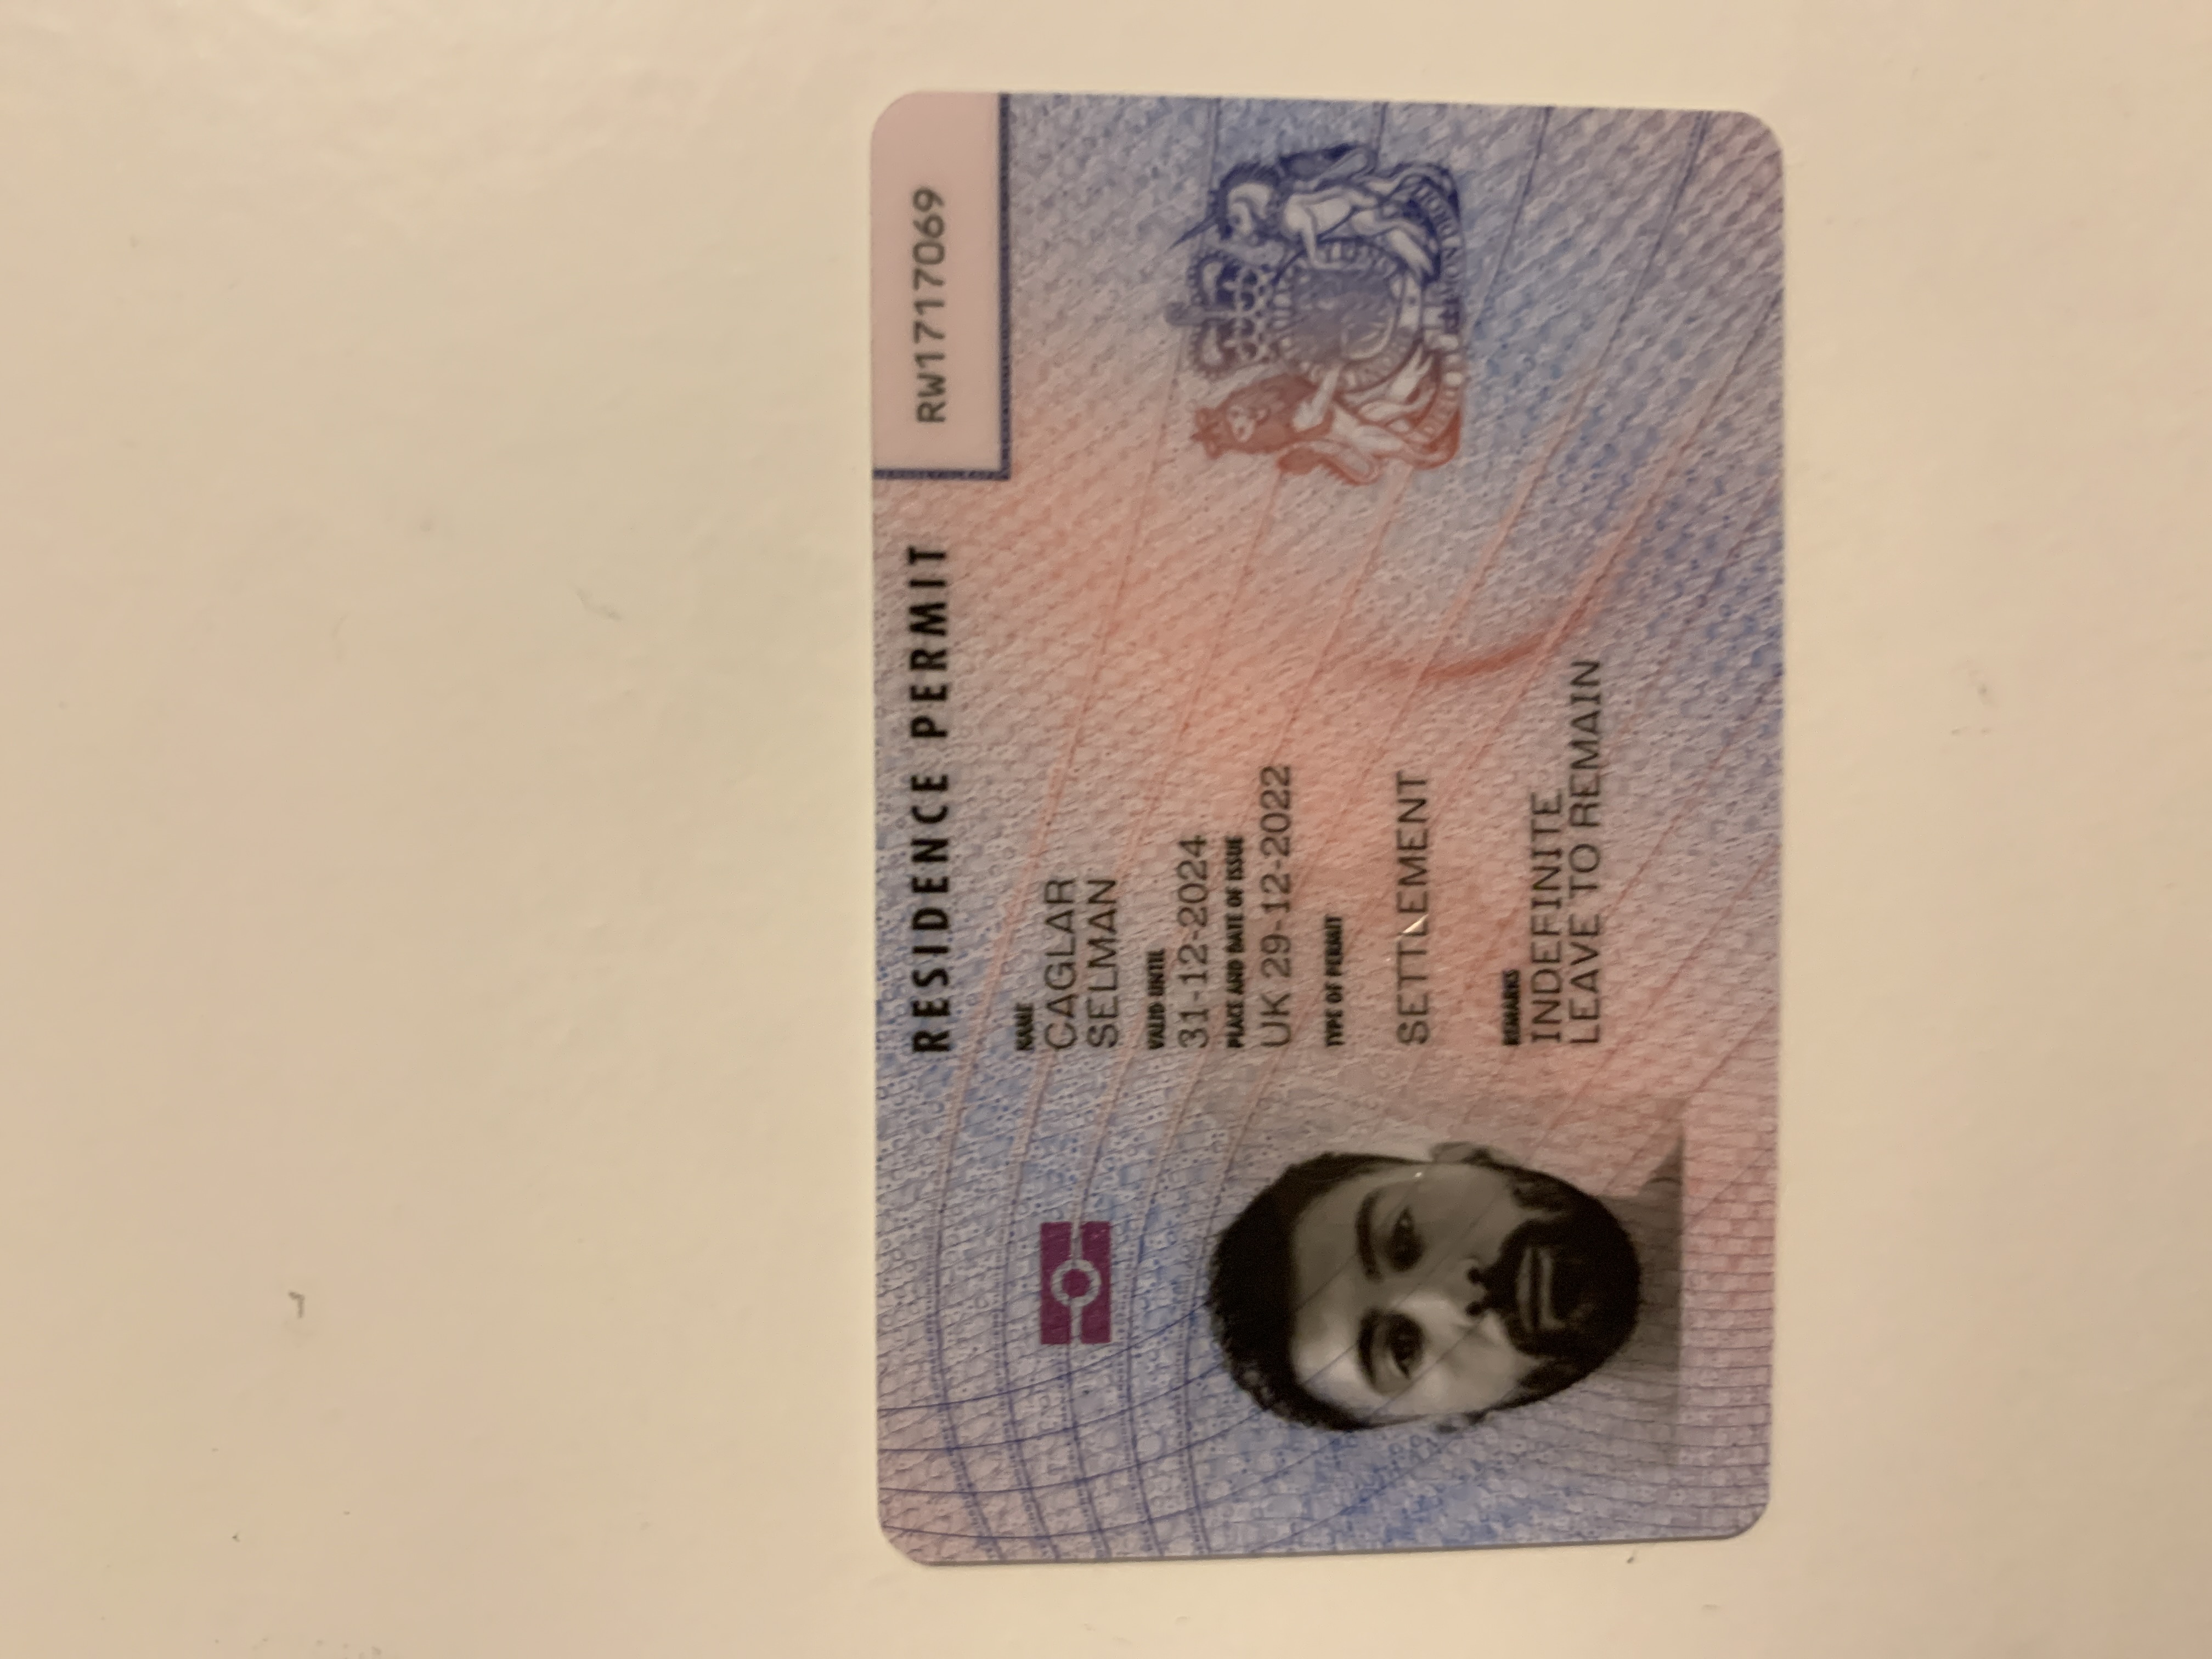 RESIDENCE PERMIT
RW1717069
NAME
CAGLAR
SELMAN
VALID UNTIL
31-12-2024
PLACE AND DATE OF ISSUE
UK 29-12-2022
TYPE OF PERMIT
SETTLEMENT
REMARKS
INDEFINITE
LEAVE TO REMAIN